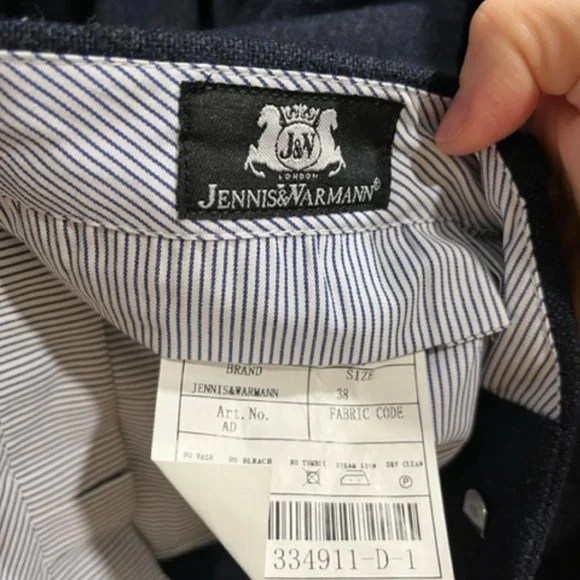 J&W
LONDON
JENNIS&WARMANN®
BRAND SIZE
JENNIS&WARMANN 38
Art. No. FABRIC CODE
AD
NO WASH NO BLEACH NO TUMBLE STEAM IRON DRY CLEAN
P
334911-D-1